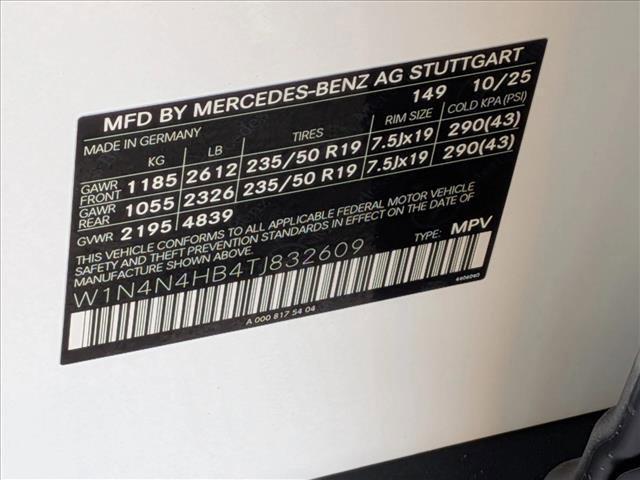 MFD BY MERCEDES-BENZ AG STUTTGART
MADE IN GERMANY 149 10/25
KG LB TIRES RIM SIZE COLD KPA (PSI)
GAWR FRONT 1185 2612 235/50 R19 7.5Jx19 290(43)
GAWR REAR 1055 2326 235/50 R19 7.5Jx19 290(43)
GVWR 2195 4839
THIS VEHICLE CONFORMS TO ALL APPLICABLE FEDERAL MOTOR VEHICLE
SAFETY AND THEFT PREVENTION STANDARDS IN EFFECT ON THE DATE OF
MANUFACTURE SHOWN ABOVE.
W1N4N4HB4TJ832609 TYPE: MPV
A 000 817 54 04